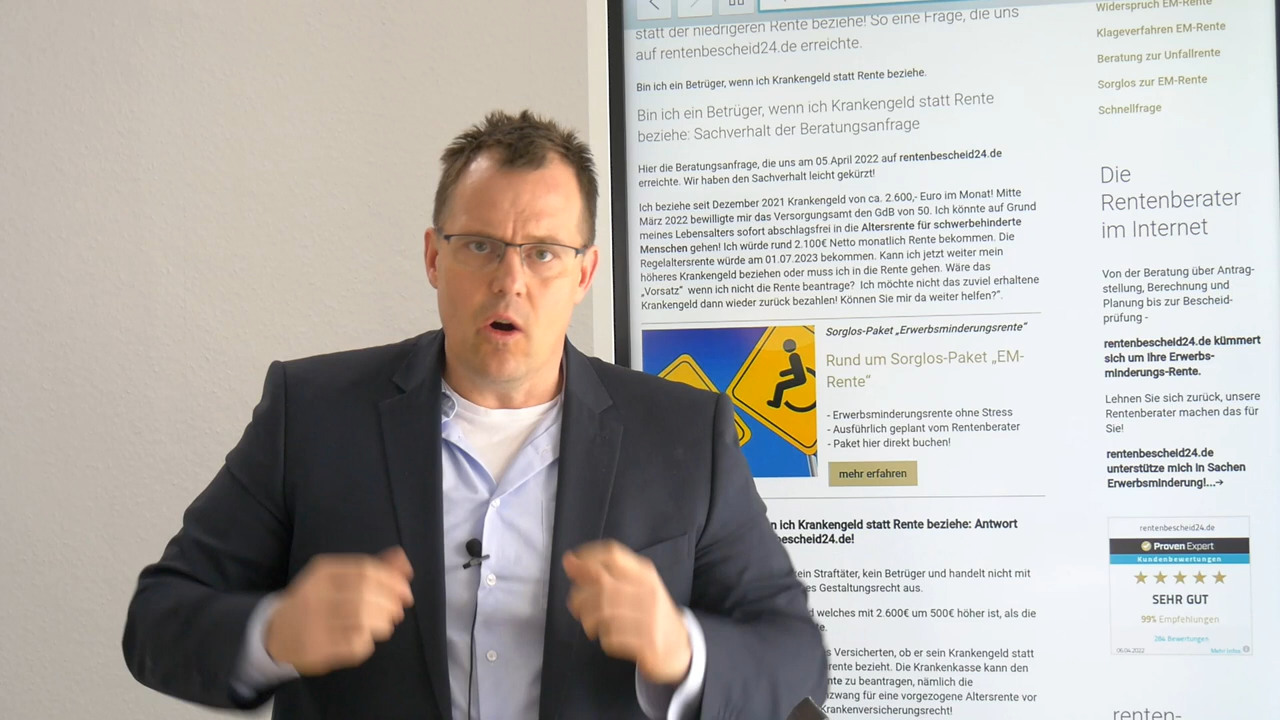 statt der niedrigeren Rente beziehe! So eine Frage, die uns
auf rentenbescheid24.de erreichte.
Bin ich ein Betrüger, wenn ich Krankengeld statt Rente beziehe.
Bin ich ein Betrüger, wenn ich Krankengeld statt Rente
beziehe: Sachverhalt der Beratungsanfrage
Hier die Beratungsanfrage, die uns am 05.April 2022 auf rentenbescheid24.de
erreichte. Wir haben den Sachverhalt leicht gekürzt!
Ich beziehe seit Dezember 2021 Krankengeld von ca. 2.600,- Euro im Monat! Mitte
März 2022 bewilligte mir das Versorgungsamt den GdB von 50. Ich könnte auf Grund
meines Lebensalters sofort abschlagsfrei in die Altersrente für schwerbehinderte
Menschen gehen! Ich würde rund 2.100€ Netto monatlich Rente bekommen. Die
Regelaltersrente würde am 01.07.2023 bekommen. Kann ich jetzt weiter mein
höheres Krankengeld beziehen oder muss ich in die Rente gehen. Wäre das
„Vorsatz“ wenn ich nicht die Rente beantrage? Ich möchte nicht das zuviel erhaltene
Krankengeld dann wieder zurück bezahlen! Können Sie mir da weiter helfen?“.
Sorglos-Paket „Erwerbsminderungsrente“
Rund um Sorglos-Paket „EM-
Rente“
- Erwerbsminderungsrente ohne Stress
- Ausführlich geplant vom Rentenberater
- Paket hier direkt buchen!
mehr erfahren
ich Krankengeld statt Rente beziehe: Antwort
Straftäter, kein Betrüger und handelt nicht mit
Gestaltungsrecht aus.
welches mit 2.600€ um 500€ höher ist, als die
Versicherten, ob er sein Krankengeld statt
bezieht. Die Krankenkasse kann den
zu beantragen, nämlich die
für eine vorgezogene Altersrente vor
Krankenversicherungsrecht!
Widerspruch EM-Rente
Klageverfahren EM-Rente
Beratung zur Unfallrente
Sorglos zur EM-Rente
Schnellfrage
Die
Rentenberater
im Internet
Von der Beratung über Antrag-
stellung, Berechnung und
Planung bis zur Bescheid-
prüfung -
rentenbescheid24.de kümmert
sich um Ihre Erwerbs-
minderungs-Rente.
Lehnen Sie sich zurück, unsere
Rentenberater machen das für
Sie!
rentenbescheid24.de
unterstütze mich in Sachen
Erwerbsminderung!...→
rentenbescheid24.de
Proven Expert
Kundenbewertungen
SEHR GUT
99% Empfehlungen
284 Bewertungen
06.04.2022
Mehr Infos
renten-